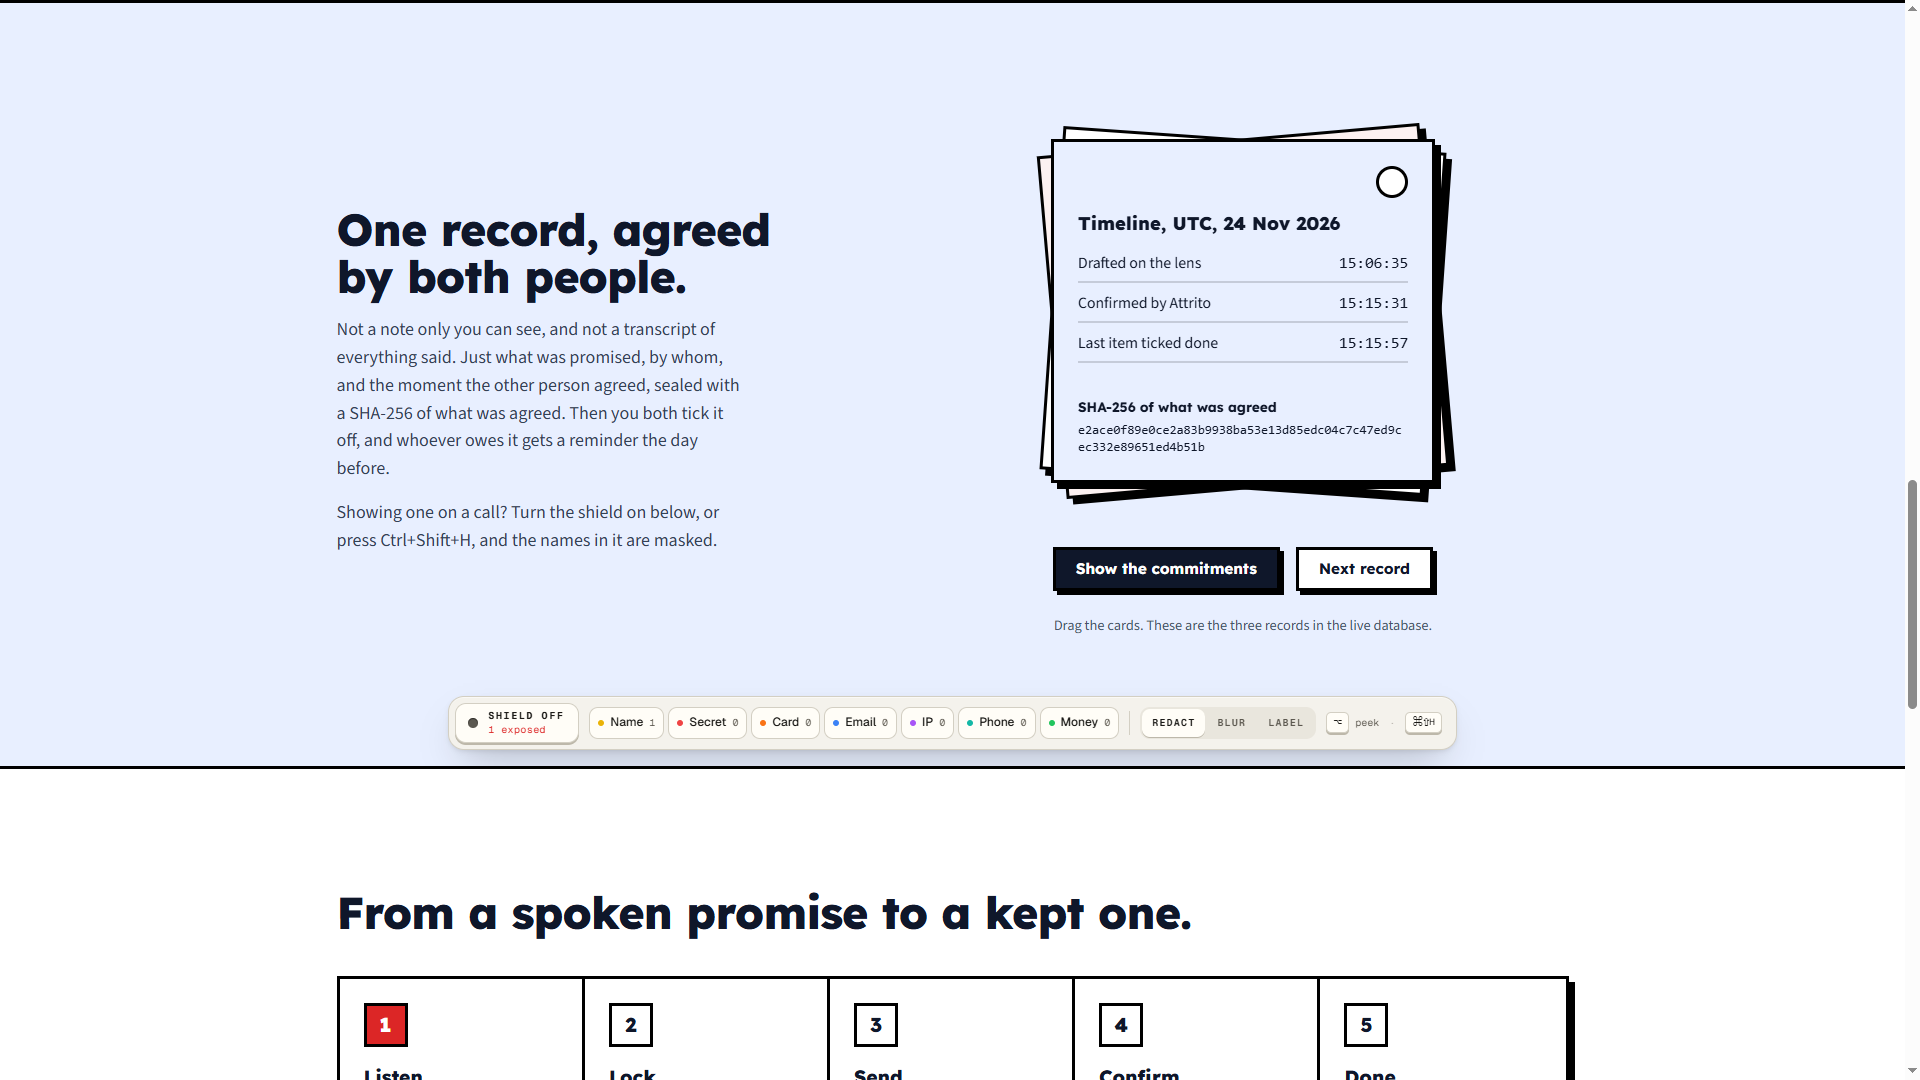 One record, agreed
by both people.
Not a note only you can see, and not a transcript of
everything said. Just what was promised, by whom,
and the moment the other person agreed, sealed with
a SHA-256 of what was agreed. Then you both tick it
off, and whoever owes it gets a reminder the day
before.
Showing one on a call? Turn the shield on below, or
press Ctrl+Shift+H, and the names in it are masked.
Timeline, UTC, 24 Nov 2026
Drafted on the lens 15:06:35
Confirmed by Attrito 15:15:31
Last item ticked done 15:15:57
SHA-256 of what was agreed
e2ace0f89e0ce2a83b9938ba53e13d85edc04c7c47ed9c
ec332e89651ed4b51b
Show the commitments
Next record
Drag the cards. These are the three records in the live database.
SHIELD OFF
1 exposed
Name 1 Secret 0 Card 0 Email 0 IP 0 Phone 0 Money 0
REDACT BLUR LABEL
⌥ peek · ⌘⇧H
From a spoken promise to a kept one.
1 2 3 4 5
Listen Lock Send Confirm Done